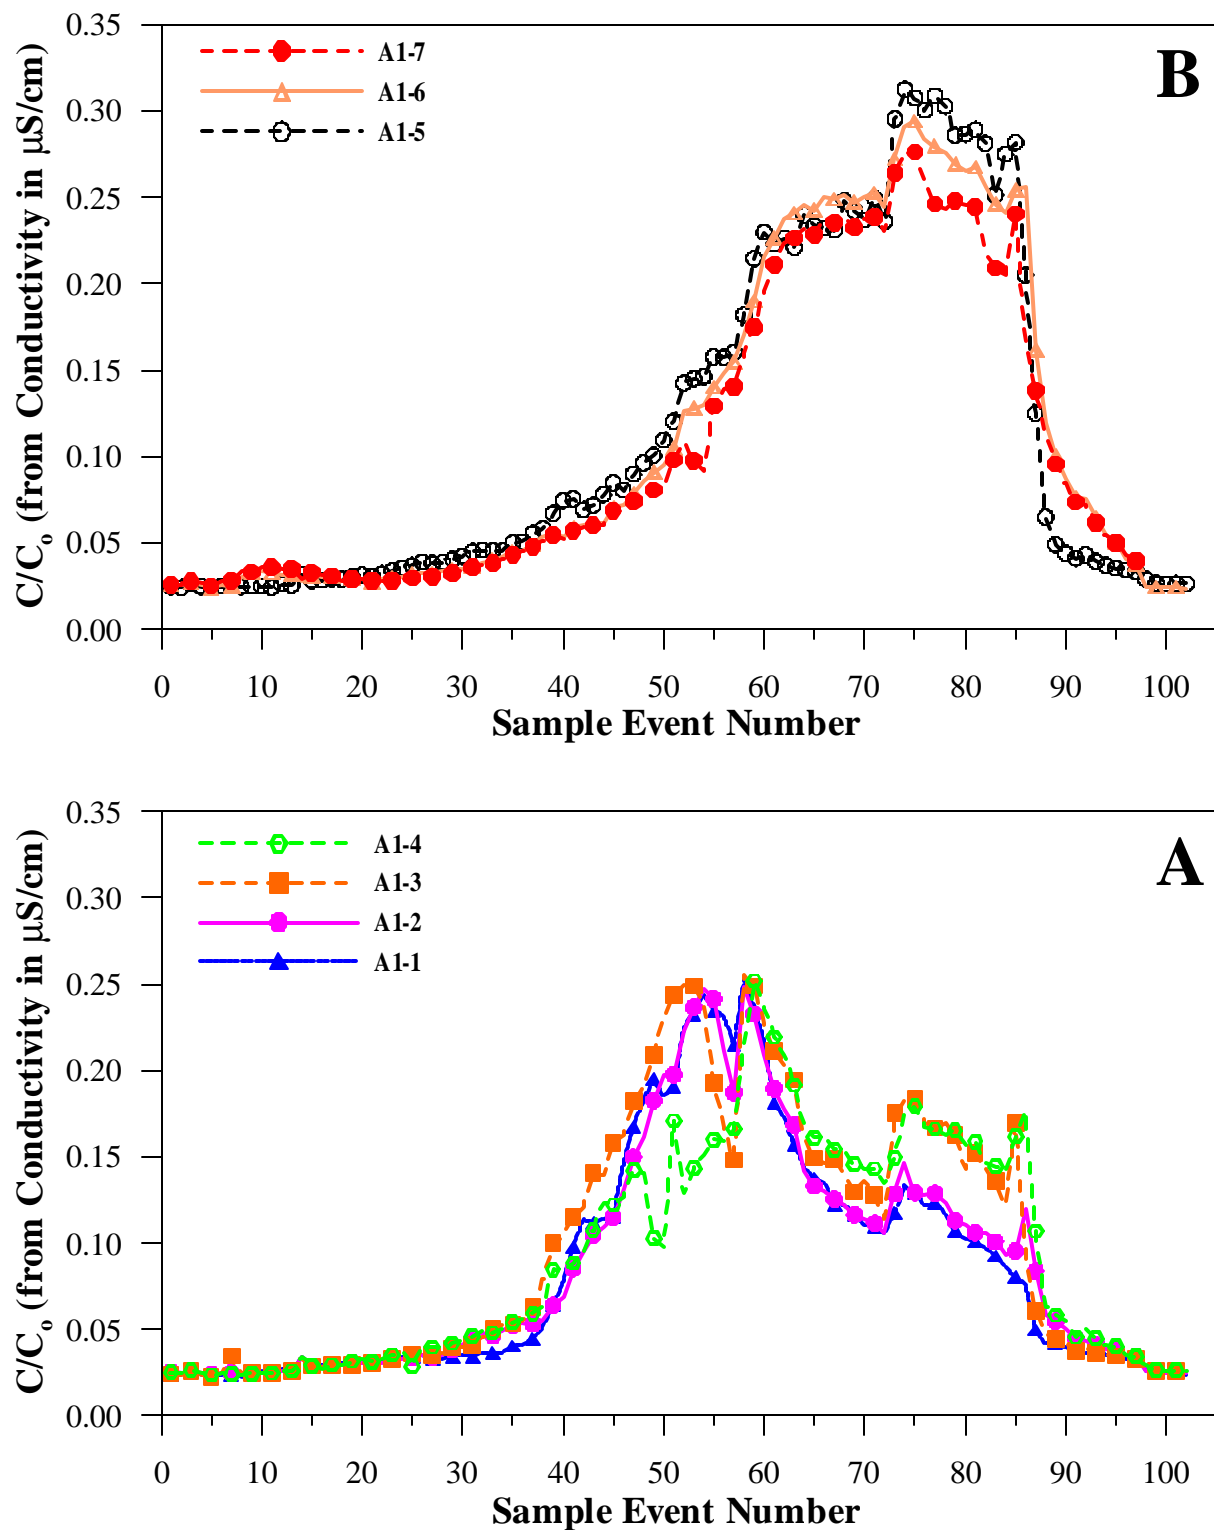 B
A1-7
A1-6
A1-5
C/Co (from Conductivity in µS/cm)
0.35
0.30
0.25
0.20
0.15
0.10
0.05
0.00
0 10 20 30 40 50 60 70 80 90 100
Sample Event Number
A
A1-4
A1-3
A1-2
A1-1
C/Co (from Conductivity in µS/cm)
0.35
0.30
0.25
0.20
0.15
0.10
0.05
0.00
0 10 20 30 40 50 60 70 80 90 100
Sample Event Number